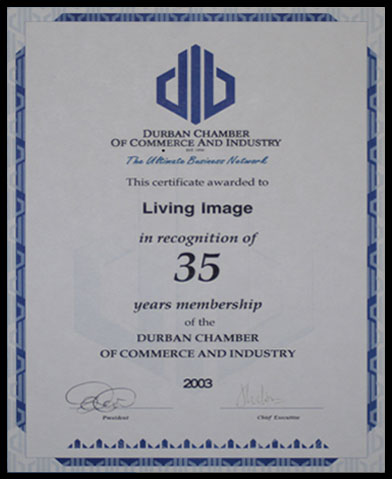 DURBAN CHAMBER
OF COMMERCE AND INDUSTRY
The Ultimate Business Network
This certificate awarded to
Living Image
in recognition of
35
years membership
of the
DURBAN CHAMBER
OF COMMERCE AND INDUSTRY
2003
President Chief Executive